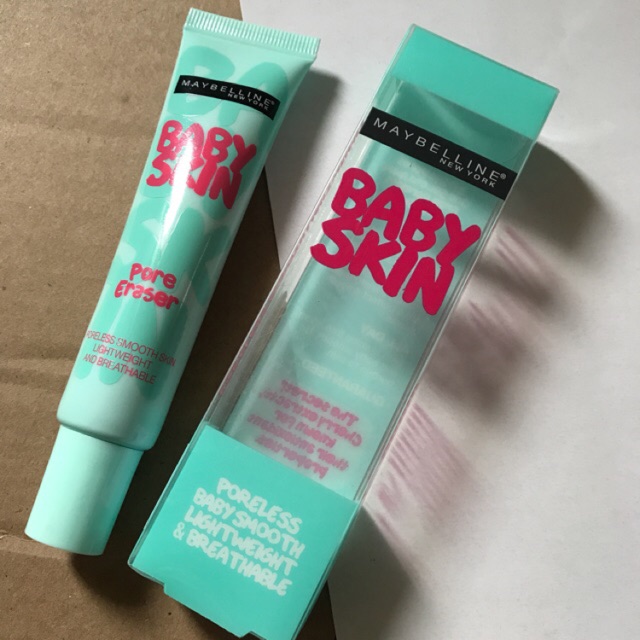 MAYBELLINE®
NEW YORK
BABY
SKIN
Pore
Eraser
PORELESS SMOOTH SKIN
LIGHTWEIGHT
AND BREATHABLE
MAYBELLINE®
NEW YORK
BABY
SKIN
PORELESS
BABY SMOOTH
LIGHTWEIGHT
& BREATHABLE